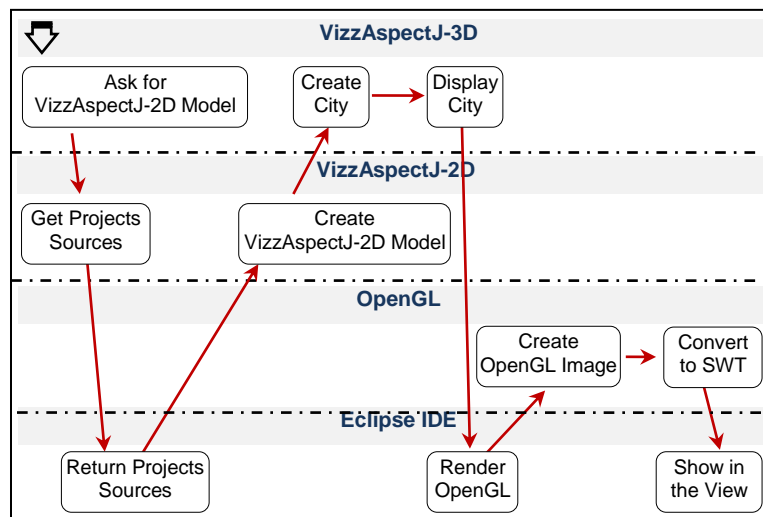 VizzAspectJ-3D
Ask for
VizzAspectJ-2D Model
Create
City
Display
City
VizzAspectJ-2D
Get Projects
Sources
Create
VizzAspectJ-2D Model
OpenGL
Create
OpenGL Image
Convert
to SWT
Eclipse IDE
Return Projects
Sources
Render
OpenGL
Show in
the View